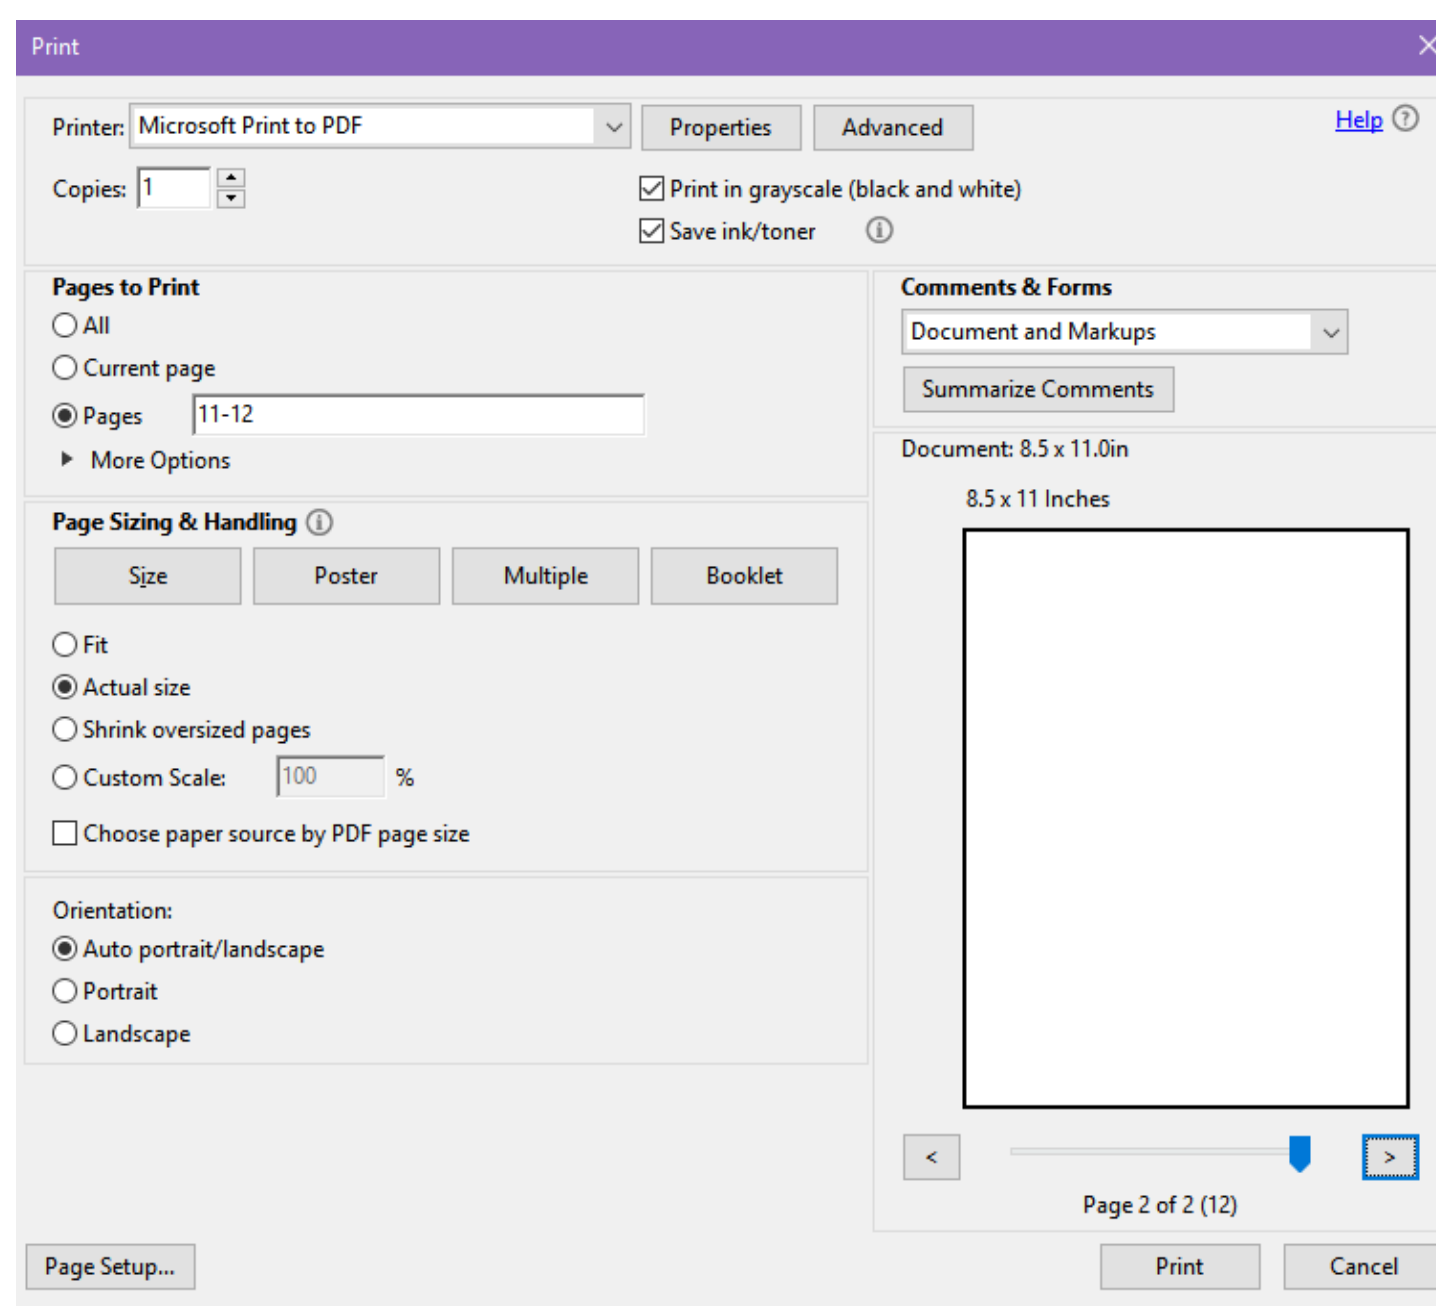 Print
Printer: Microsoft Print to PDF Properties Advanced Help ?
Copies: 1 Print in grayscale (black and white)
Save ink/toner i
Pages to Print
All
Current page
Pages 11-12
More Options
Comments & Forms
Document and Markups
Summarize Comments
Page Sizing & Handling i
Size Poster Multiple Booklet
Fit
Actual size
Shrink oversized pages
Custom Scale: 100 %
Choose paper source by PDF page size
Orientation:
Auto portrait/landscape
Portrait
Landscape
Document: 8.5 x 11.0in
8.5 x 11 Inches
< >
Page 2 of 2 (12)
Page Setup... Print Cancel